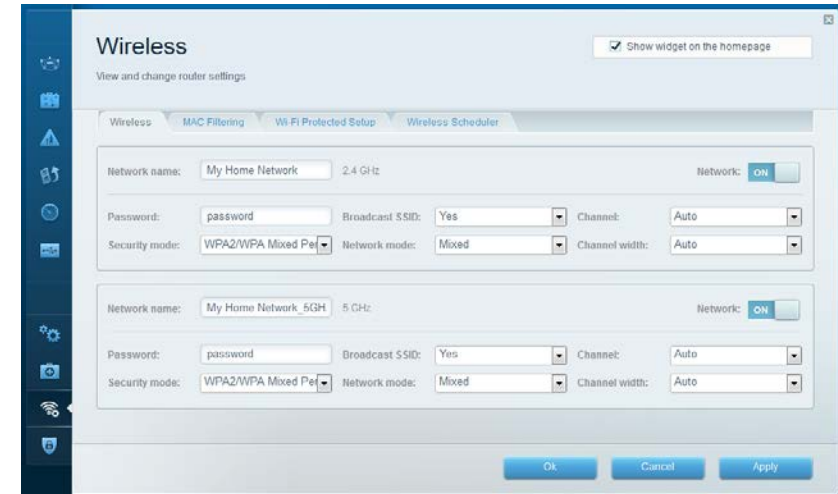 Wireless
Show widget on the homepage
View and change router settings
Wireless MAC Filtering Wi-Fi Protected Setup Wireless Scheduler
Network name: My Home Network 2.4 GHz Network: ON
Password: password Broadcast SSID: Yes Channel: Auto
Security mode: WPA2/WPA Mixed Per Network mode: Mixed Channel width: Auto
Network name: My Home Network_5GH 5 GHz Network: ON
Password: password Broadcast SSID: Yes Channel: Auto
Security mode: WPA2/WPA Mixed Per Network mode: Mixed Channel width: Auto
Ok Cancel Apply